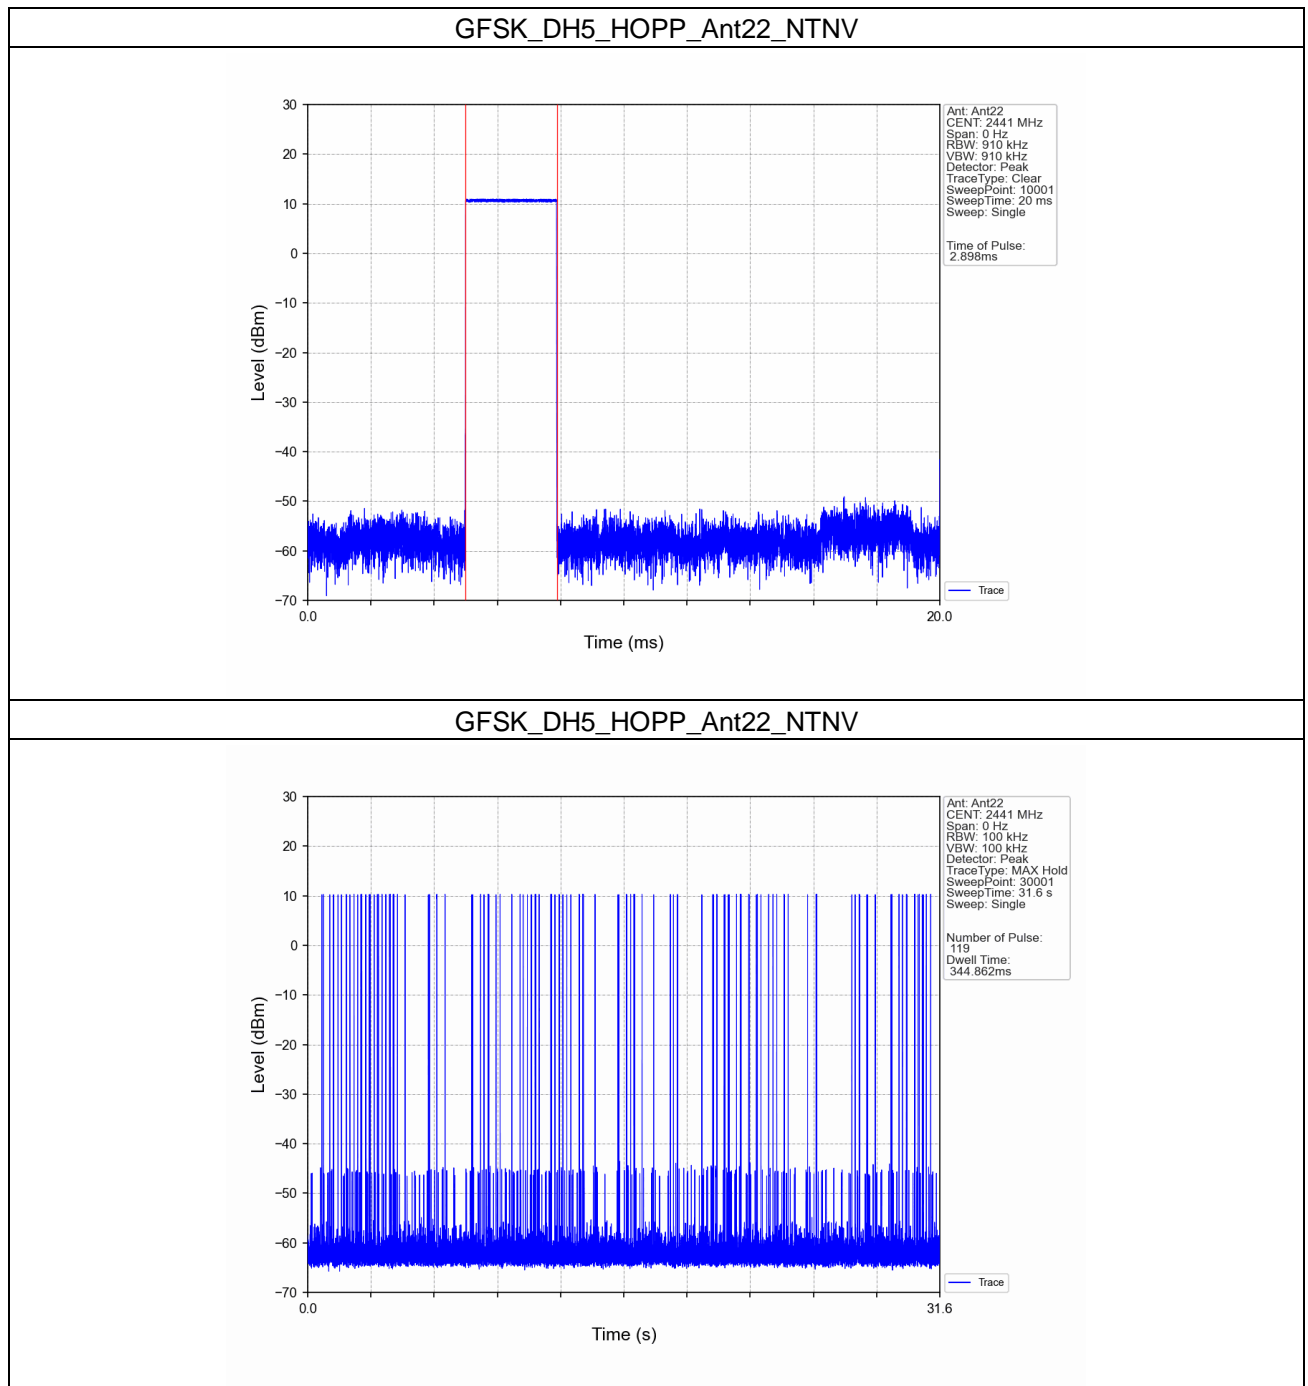 GFSK_DH5_HOPP_Ant22_NTNV
30
20
10
0
−10
−20
−30
−40
−50
−60
−70
Level (dBm)
0.0
20.0
Time (ms)
Ant: Ant22
CENT: 2441 MHz
Span: 0 Hz
RBW: 910 kHz
VBW: 910 kHz
Detector: Peak
TraceType: Clear
SweepPoint: 10001
SweepTime: 20 ms
Sweep: Single
Time of Pulse:
2.898ms
Trace
GFSK_DH5_HOPP_Ant22_NTNV
30
20
10
0
−10
−20
−30
−40
−50
−60
−70
Level (dBm)
0.0
31.6
Time (s)
Ant: Ant22
CENT: 2441 MHz
Span: 0 Hz
RBW: 100 kHz
VBW: 100 kHz
Detector: Peak
TraceType: MAX Hold
SweepPoint: 30001
SweepTime: 31.6 s
Sweep: Single
Number of Pulse:
119
Dwell Time:
344.862ms
Trace